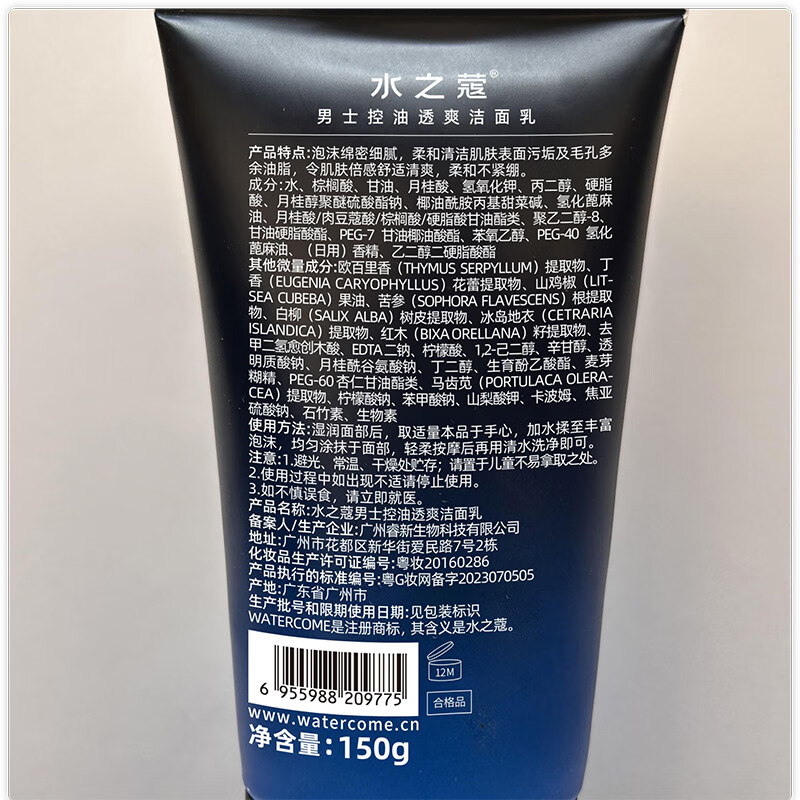 水之蔻®
男士控油透爽洁面乳
产品特点:泡沫绵密细腻，柔和清洁肌肤表面污垢及毛孔多
余油脂，令肌肤倍感舒适清爽，柔和不紧绷。
成分:水、棕榈酸、甘油、月桂酸、氢氧化钾、丙二醇、硬脂
酸、月桂醇聚醚硫酸酯钠、椰油酰胺丙基甜菜碱、氢化蓖麻
油、月桂酸/肉豆蔻酸/棕榈酸/硬脂酸甘油酯类、聚乙二醇-8、
甘油硬脂酸酯、PEG-7 甘油椰油酸酯、苯氧乙醇、PEG-40 氢化
蓖麻油、（日用）香精、乙二醇二硬脂酸酯
其他微量成分:欧百里香（THYMUS SERPYLLUM）提取物、丁
香（EUGENIA CARYOPHYLLUS）花蕾提取物、山鸡椒（LIT-
SEA CUBEBA）果油、苦参（SOPHORA FLAVESCENS）根提取
物、白柳（SALIX ALBA）树皮提取物、冰岛地衣（CETRARIA
ISLANDICA）提取物、红木（BIXA ORELLANA）籽提取物、去
甲二氢愈创木酸、EDTA二钠、柠檬酸、1,2-己二醇、辛甘醇、透
明质酸钠、月桂酰谷氨酸钠、丁二醇、生育酚乙酸酯、麦芽
糊精、PEG-60 杏仁甘油酯类、马齿苋（PORTULACA OLERA-
CEA）提取物、柠檬酸钠、苯甲酸钠、山梨酸钾、卡波姆、焦亚
硫酸钠、石竹素、生物素
使用方法:湿润面部后，取适量本品于手心，加水揉至丰富
泡沫，均匀涂抹于面部，轻柔按摩后再用清水洗净即可。
注意:1.避光、常温、干燥处贮存；请置于儿童不易拿取之处。
2.使用过程中如出现不适请停止使用。
3.如不慎误食，请立即就医。
产品名称:水之蔻男士控油透爽洁面乳
备案人/生产企业:广州睿新生物科技有限公司
地址:广州市花都区新华街爱民路7号2栋
化妆品生产许可证编号:粤妆20160286
产品执行的标准编号:粤G妆网备字2023070505
产地:广东省广州市
生产批号和限期使用日期:见包装标识
WATERCOME是注册商标，其含义是水之蔻。
12M
6 955988 209775
合格品
www.watercome.cn
净含量:150g